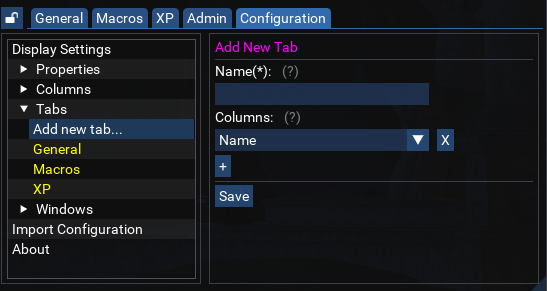 General Macros XP Admin Configuration
Display Settings
Properties
Columns
Tabs
Add new tab...
General
Macros
XP
Windows
Import Configuration
About
Add New Tab
Name(*): (?)
Columns: (?)
Name X
+
Save